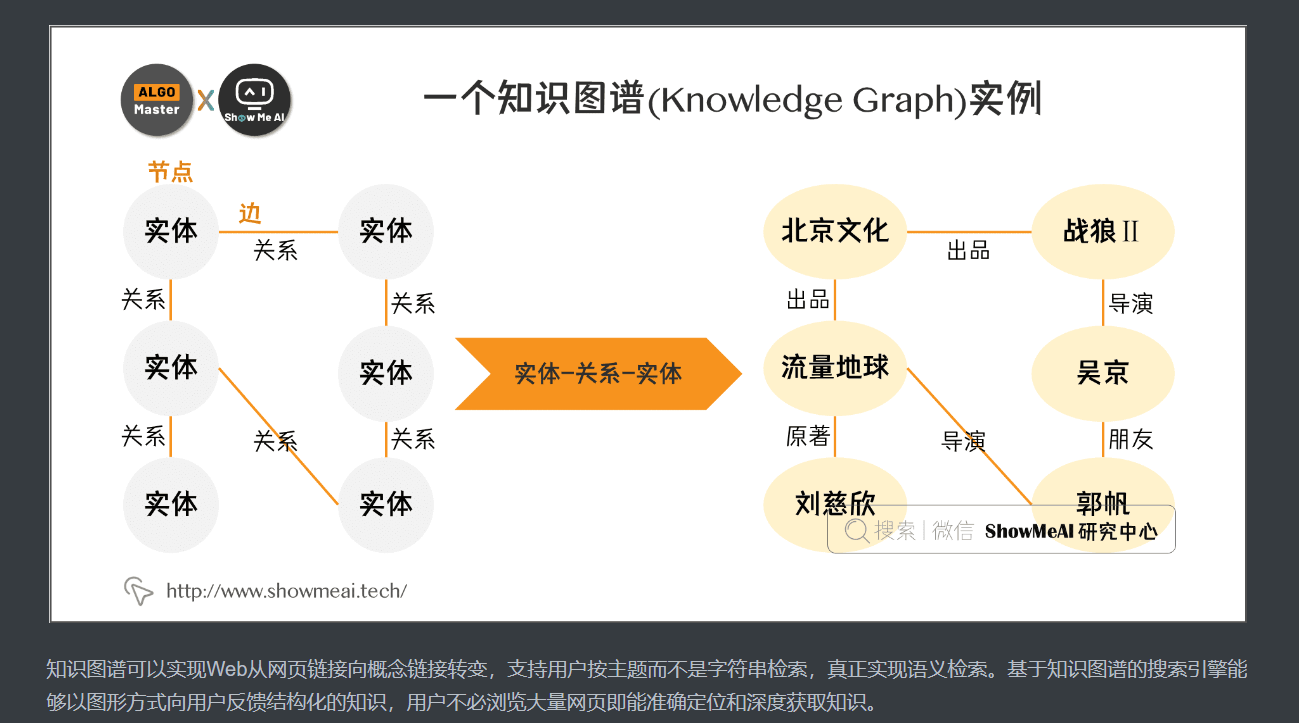 ALGO
Master
X
Show Me AI
一个知识图谱(Knowledge Graph)实例
节点
实体
边
关系
实体
关系
关系
实体
实体
关系
关系
关系
实体
实体
实体-关系-实体
北京文化
出品
战狼Ⅱ
出品
导演
流量地球
吴京
原著
导演
朋友
刘慈欣
郭帆
搜索|微信 ShowMeAI 研究中心
http://www.showmeai.tech/
知识图谱可以实现Web从网页链接向概念链接转变，支持用户按主题而不是字符串检索，真正实现语义检索。基于知识图谱的搜索引擎能
够以图形方式向用户反馈结构化的知识，用户不必浏览大量网页即能准确定位和深度获取知识。